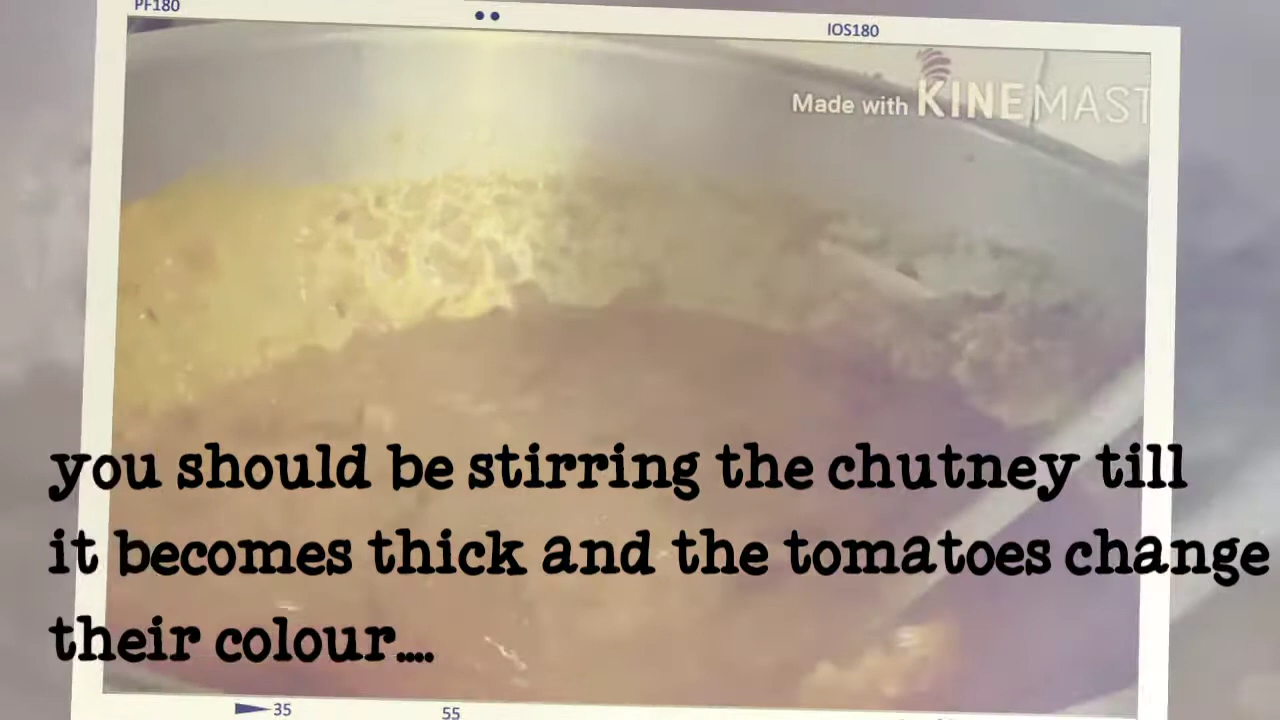 PF180
IOS180
Made with KINEMAST
you should be stirring the chutney till
it becomes thick and the tomatoes change
their colour....
35
55